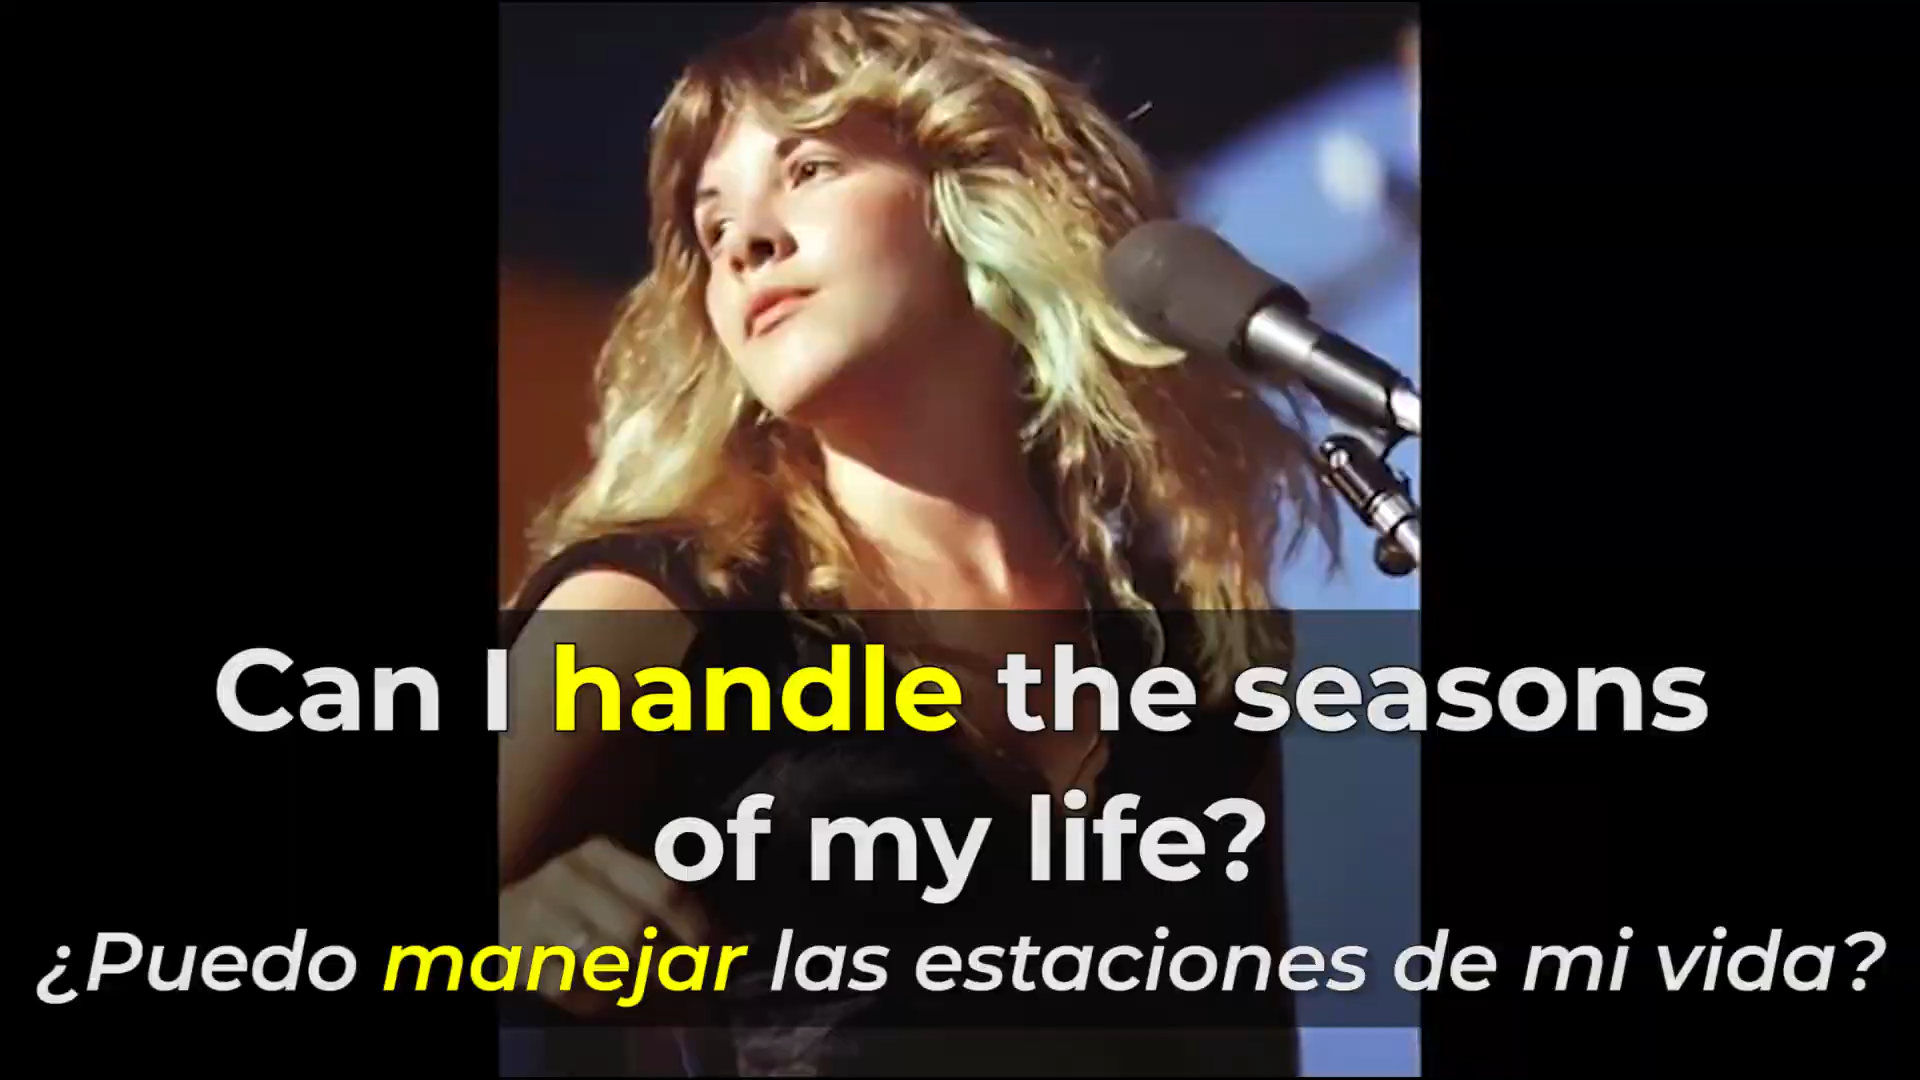 Can I handle the seasons
of my life?
¿Puedo manejar las estaciones de mi vida?